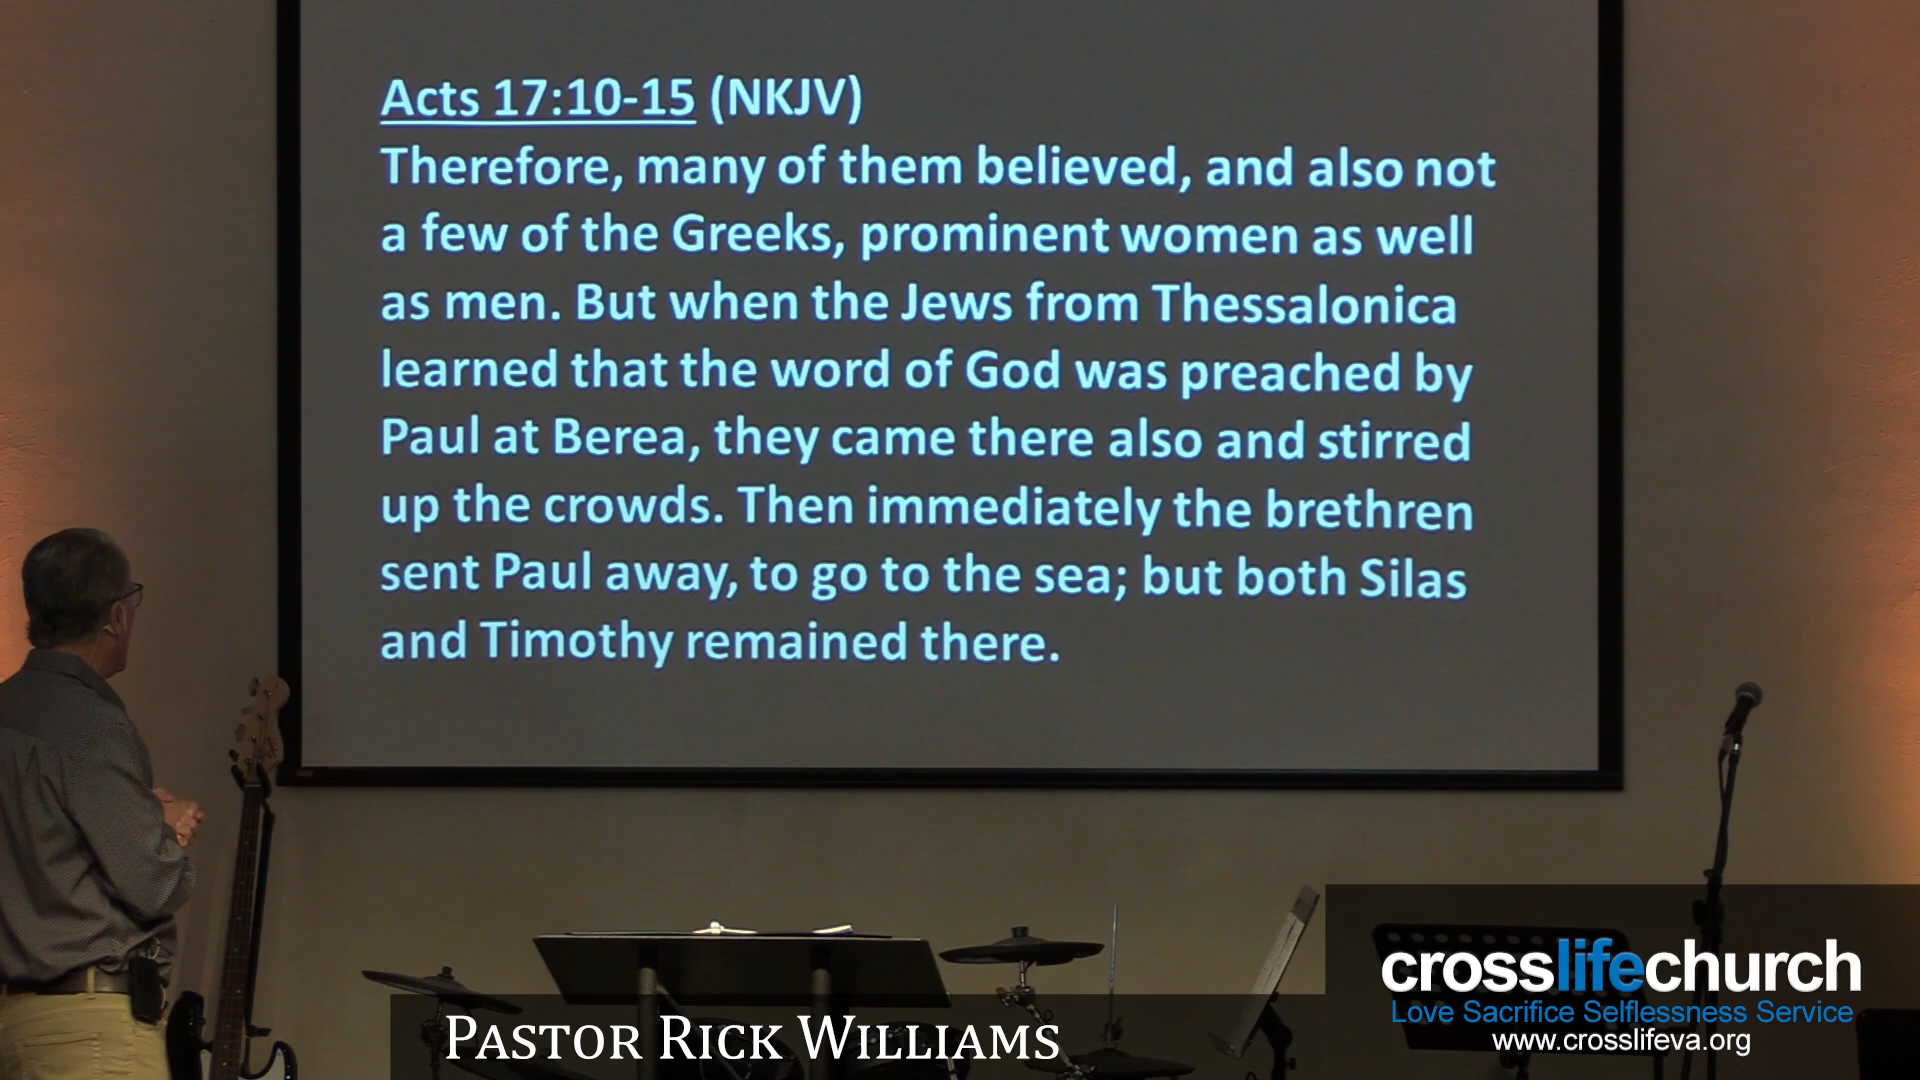 Acts 17:10-15 (NKJV)
Therefore, many of them believed, and also not
a few of the Greeks, prominent women as well
as men. But when the Jews from Thessalonica
learned that the word of God was preached by
Paul at Berea, they came there also and stirred
up the crowds. Then immediately the brethren
sent Paul away, to go to the sea; but both Silas
and Timothy remained there.
PASTOR RICK WILLIAMS
crosslifechurch
Love Sacrifice Selflessness Service
www.crosslifeva.org